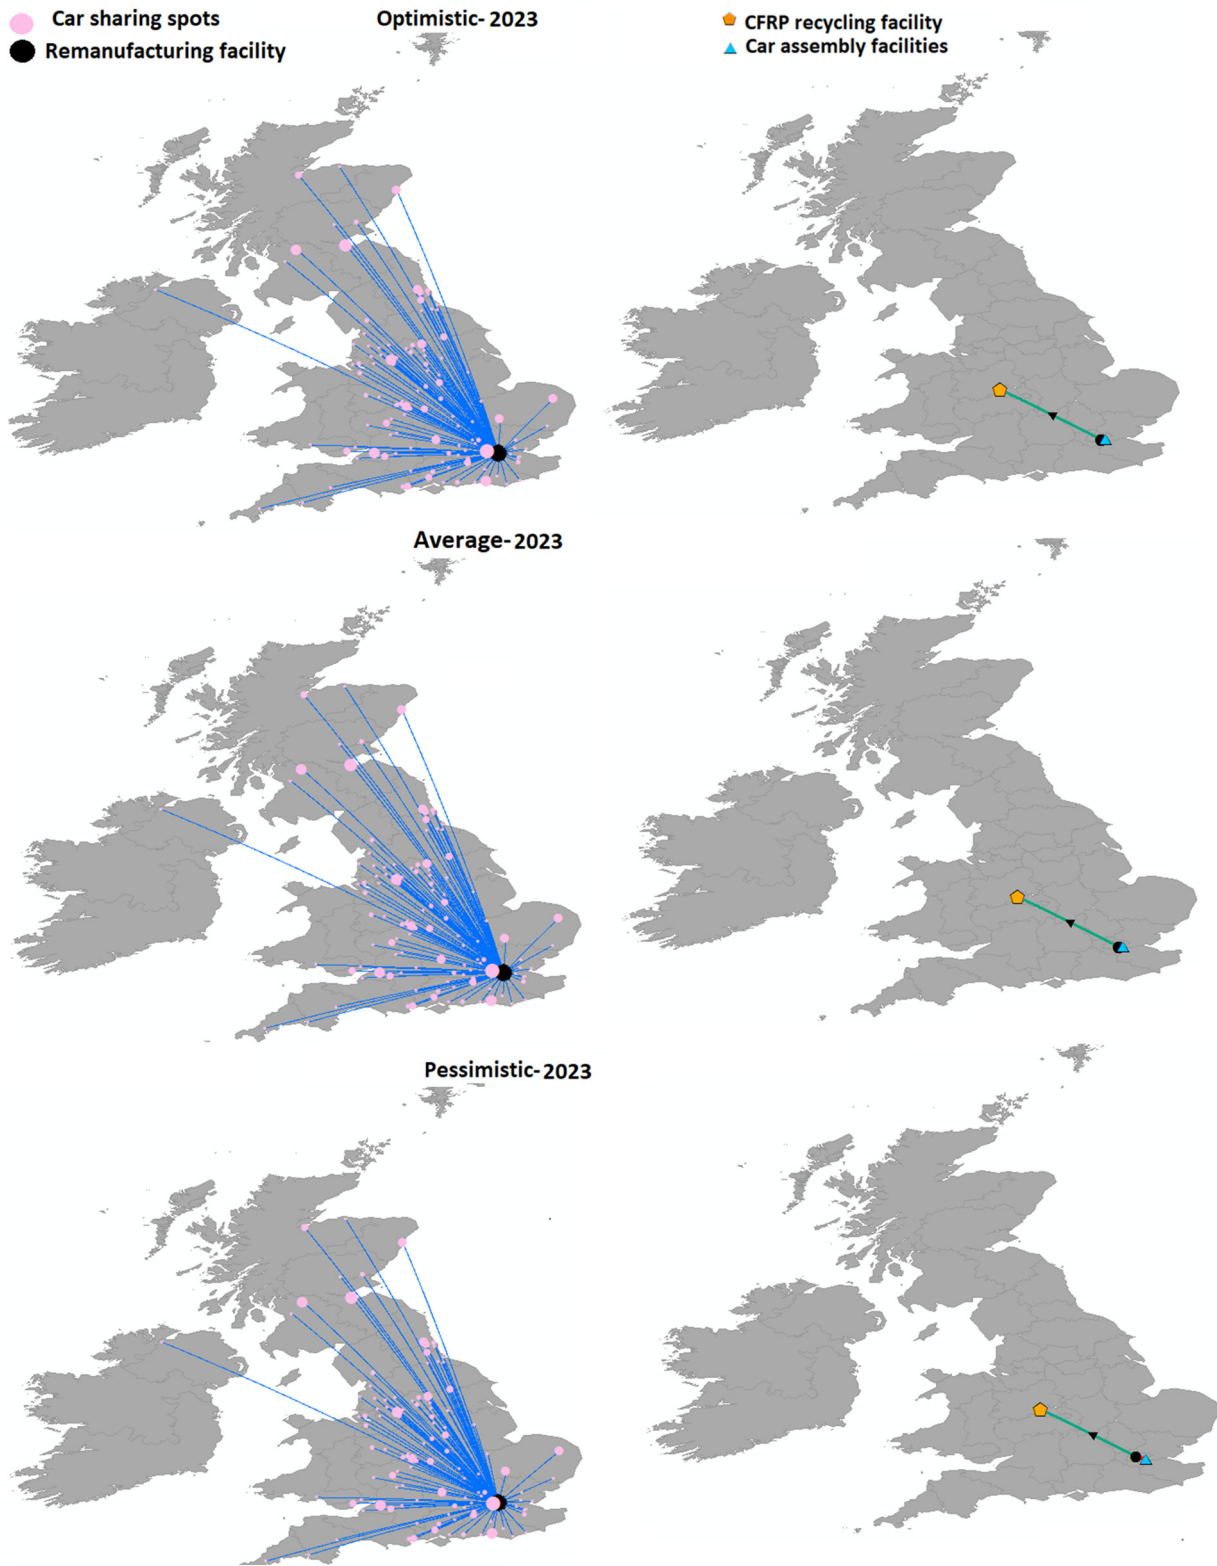 Car sharing spots
Remanufacturing facility
Optimistic- 2023
CFRP recycling facility
Car assembly facilities
Average- 2023
Pessimistic- 2023